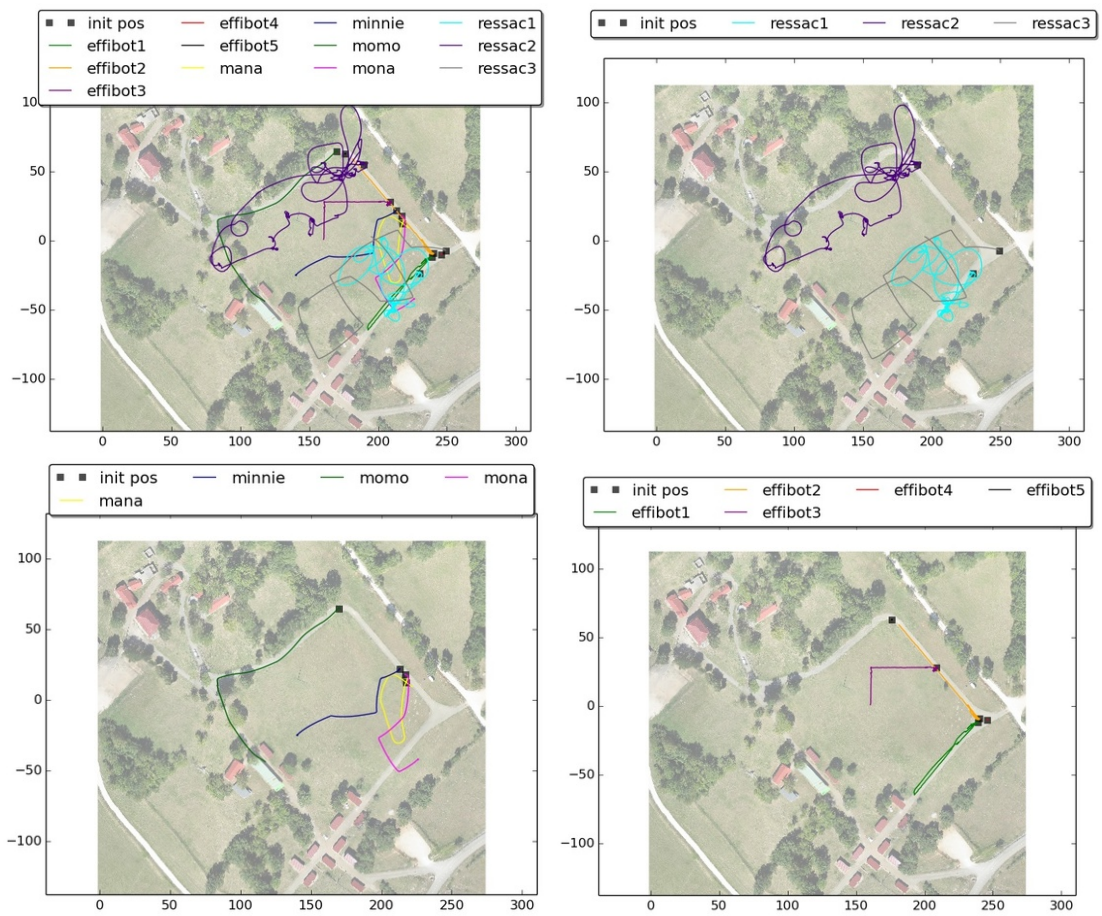 init pos effibot4 minnie ressac1
effibot1 effibot5 momo ressac2
effibot2 mana mona ressac3
effibot3
10
50
0
−50
−100
0 50 100 150 200 250 300
init pos ressac1 ressac2 ressac3
100
50
0
−50
−100
0 50 100 150 200 250 300
init pos minnie momo mona
mana
100
50
0
−50
−100
0 50 100 150 200 250 300
init pos effibot2 effibot4 effibot5
effibot1 effibot3
100
50
0
−50
−100
0 50 100 150 200 250 300